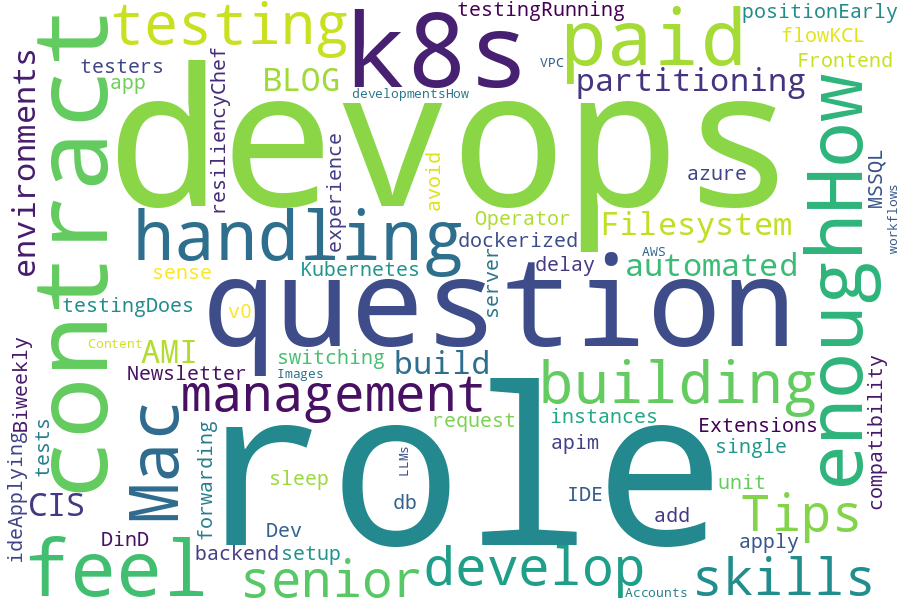 testingRunning
positionEarly
testing
k8s
paid
flowKCL
Frontend
testers
app
BLOG
VPC
partitioning
developmentsHow
contract
environments
resiliencyChef
devops
enoughHow
experience
avoid
azure
MSSQL
workflows
handling
Operator
Filesystem
dockerized
AWS
sense
Kubernetes
server
delay
automated
testingDoes
v0
question
Content
AMI
switching
build
Newsletter
Images
management
building
Biweekly
compatibility
Mac
role
request
instances
Extensions
tests
ideApplying
forwarding
LLMs
apim
single
sleep
unit
CIS
db
IDE
add
Tips
DinD
Dev
apply
feel
backend
setup
senior
develop
skills
Accounts